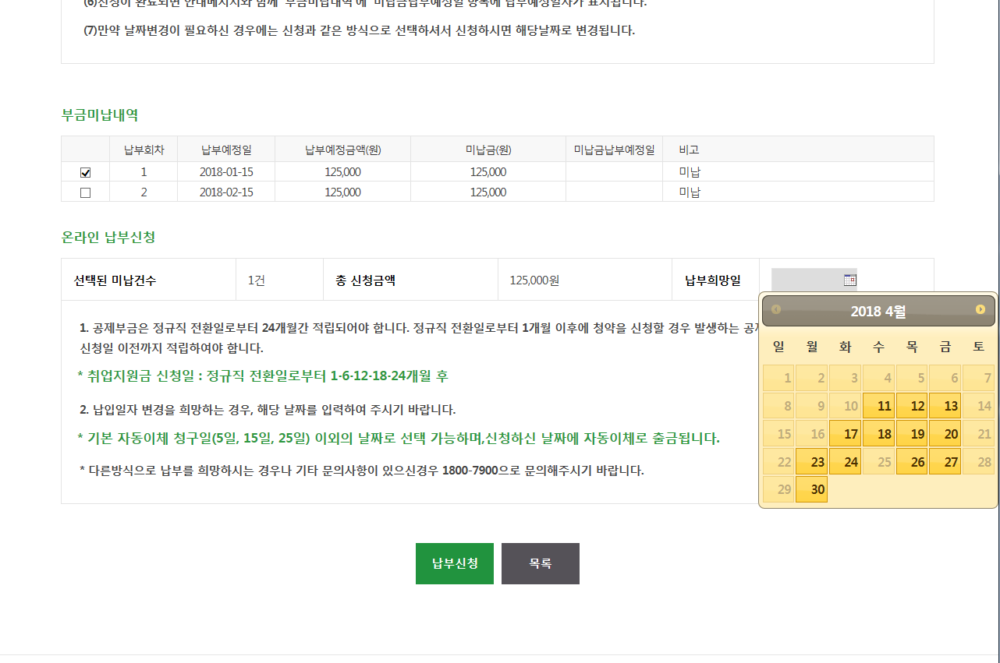 (6)신청이 완료되면 안내메시지와 함께 '부금미납내역'에 '미납금납부예정일'항목에 납부예정일자가 표시됩니다.
(7)만약 날짜변경이 필요하신 경우에는 신청과 같은 방식으로 선택하셔서 신청하시면 해당날짜로 변경됩니다.
부금미납내역
납부회차 납부예정일 납부예정금액(원) 미납금(원) 미납금납부예정일 비고
1 2018-01-15 125,000 125,000 미납
2 2018-02-15 125,000 125,000 미납
온라인 납부신청
선택된 미납건수 1건 총 신청금액 125,000원 납부희망일
1. 공제부금은 정규직 전환일로부터 24개월간 적립되어야 합니다. 정규직 전환일로부터 1개월 이후에 청약을 신청할 경우 발생하는 공제
신청일 이전까지 적립하여야 합니다.
* 취업지원금 신청일 : 정규직 전환일로부터 1-6-12-18-24개월 후
2. 납입일자 변경을 희망하는 경우, 해당 날짜를 입력하여 주시기 바랍니다.
* 기본 자동이체 청구일(5일, 15일, 25일) 이외의 날짜로 선택 가능하며,신청하신 날짜에 자동이체로 출금됩니다.
* 다른방식으로 납부를 희망하시는 경우나 기타 문의사항이 있으신경우 1800-7900으로 문의해주시기 바랍니다.
2018 4월
일 월 화 수 목 금 토
1 2 3 4 5 6 7
8 9 10 11 12 13 14
15 16 17 18 19 20 21
22 23 24 25 26 27 28
29 30
납부신청 목록